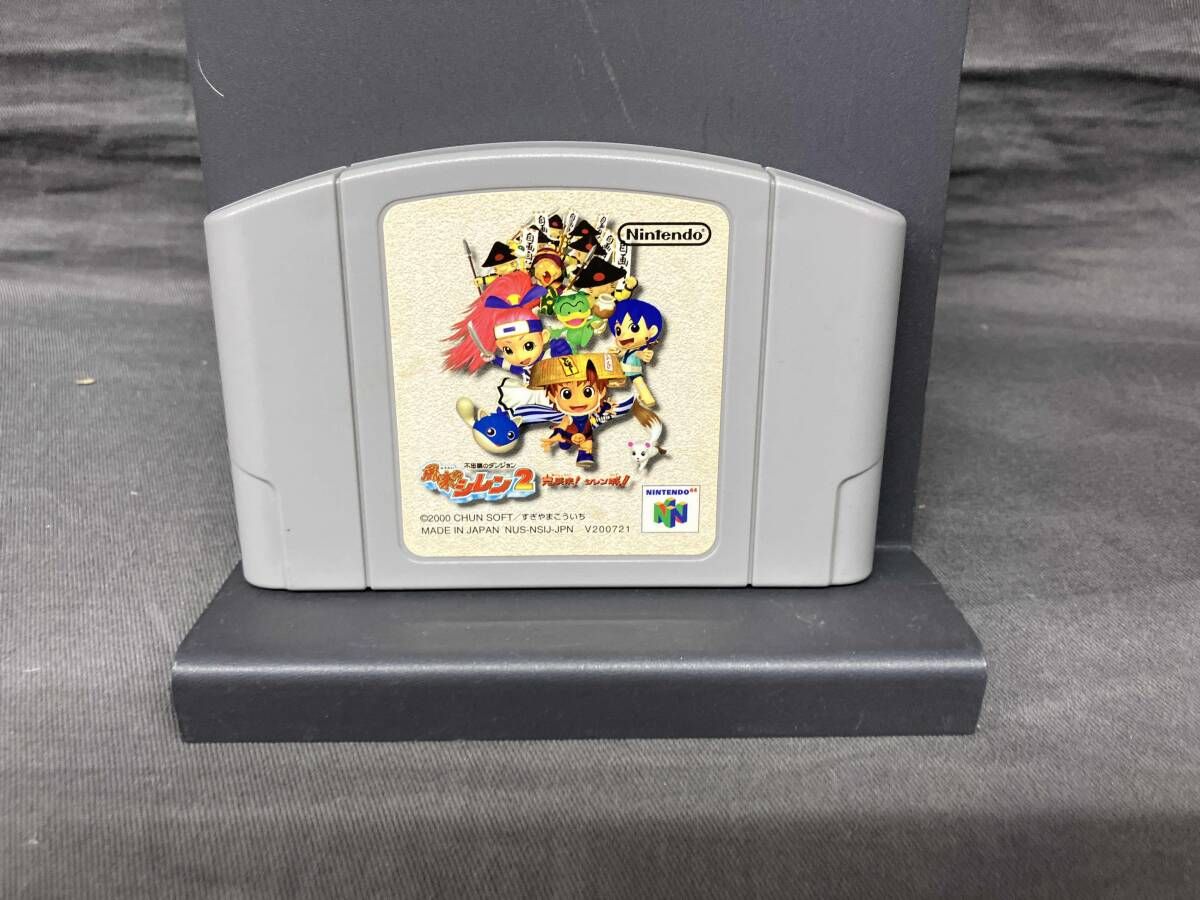 Nintendo®
不思議のダンジョン
風来のシレン2
鬼襲来! シレン城!
NINTENDO 64
©2000 CHUN SOFT/すぎやまこういち
MADE IN JAPAN NUS-NSIJ-JPN V200721